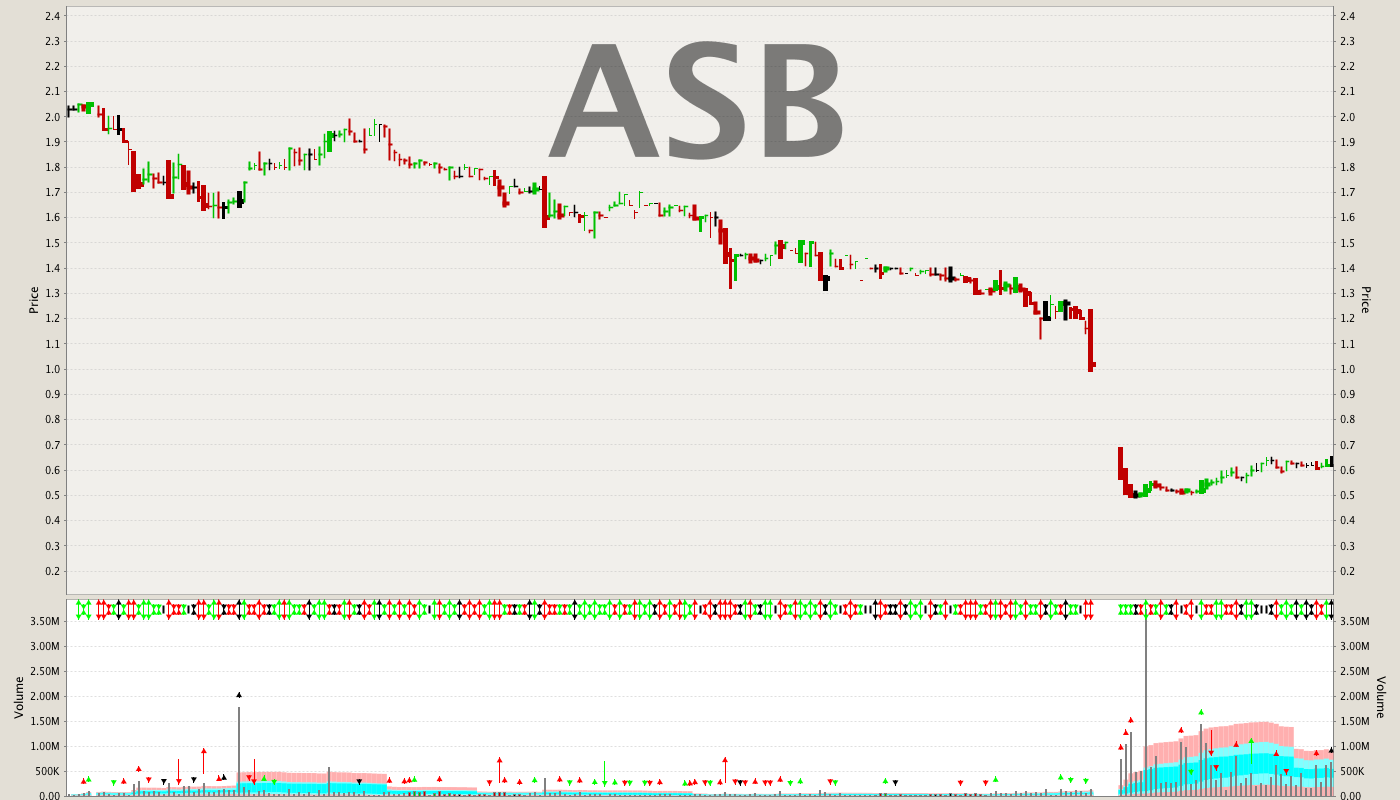 ASB
2.4 2.4
2.3 2.3
2.2 2.2
2.1 2.1
2.0 2.0
1.9 1.9
1.8 1.8
1.7 1.7
1.6 1.6
1.5 1.5
1.4 1.4
1.3 1.3
Price Price
1.2 1.2
1.1 1.1
1.0 1.0
0.9 0.9
0.8 0.8
0.7 0.7
0.6 0.6
0.5 0.5
0.4 0.4
0.3 0.3
0.2 0.2
3.50M 3.50M
3.00M 3.00M
2.50M 2.50M
2.00M 2.00M
Volume Volume
1.50M 1.50M
1.00M 1.00M
500K 500K
0.00 0.00